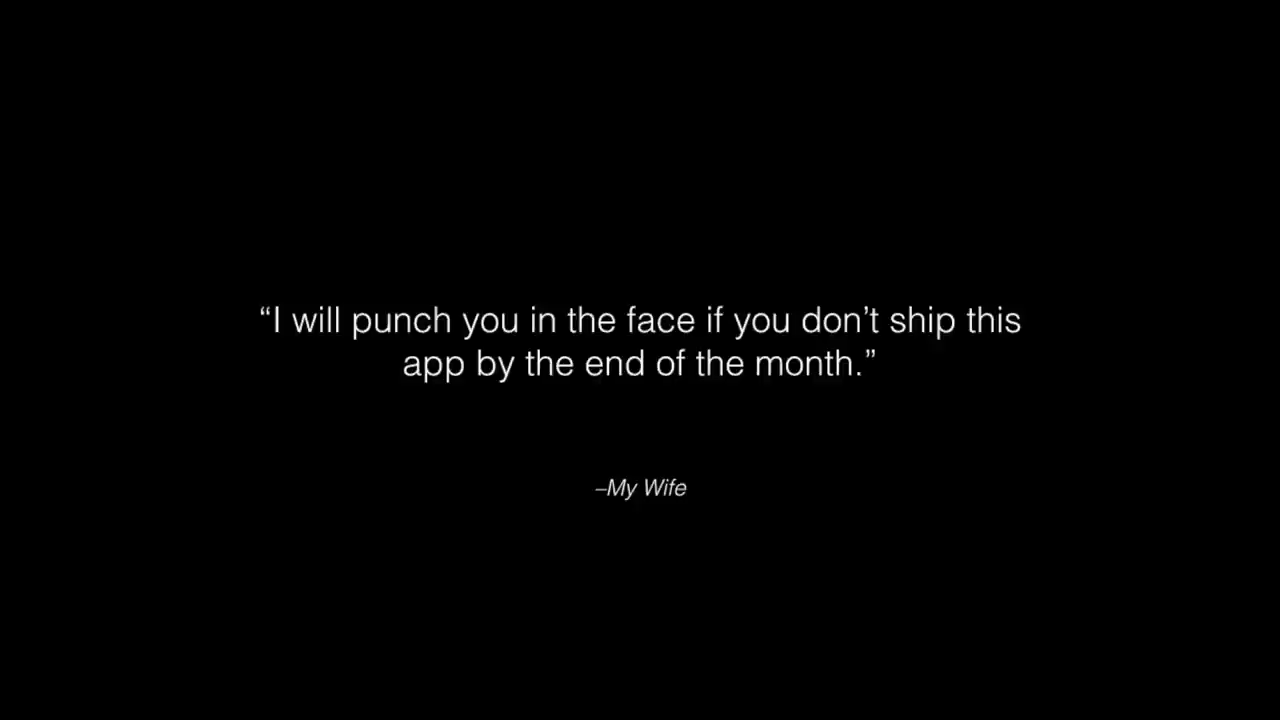 “I will punch you in the face if you don’t ship this
app by the end of the month.”
–My Wife